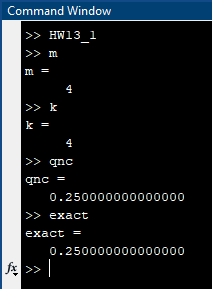 Command Window
>> HW13_1
>> m
m =
4
>> k
k =
4
>> qnc
qnc =
0.250000000000000
>> exact
exact =
0.250000000000000
fx >>